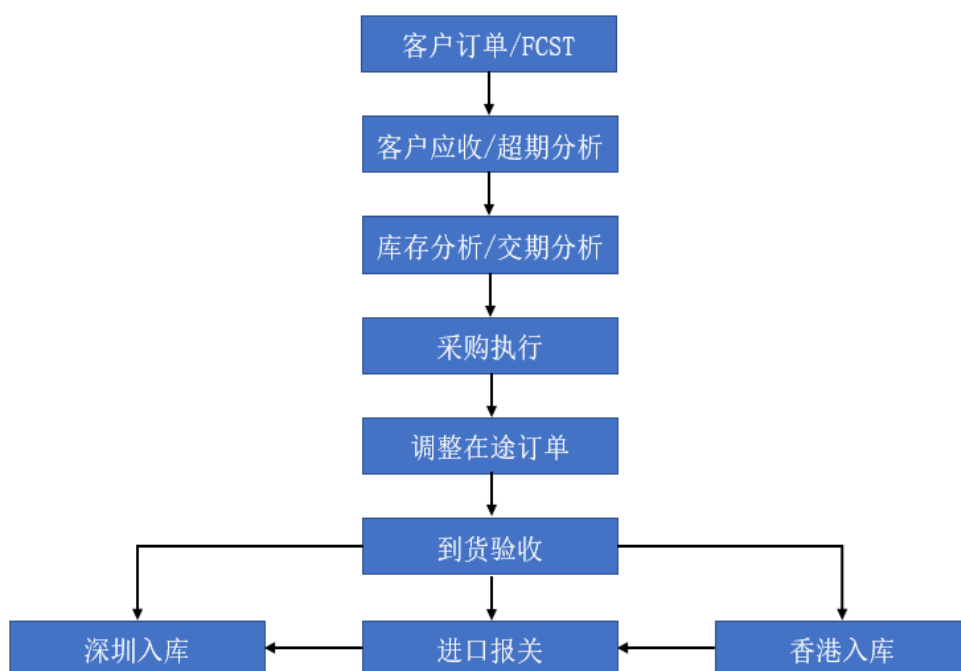 客户订单/FCST
客户应收/超期分析
库存分析/交期分析
采购执行
调整在途订单
到货验收
深圳入库
进口报关
香港入库